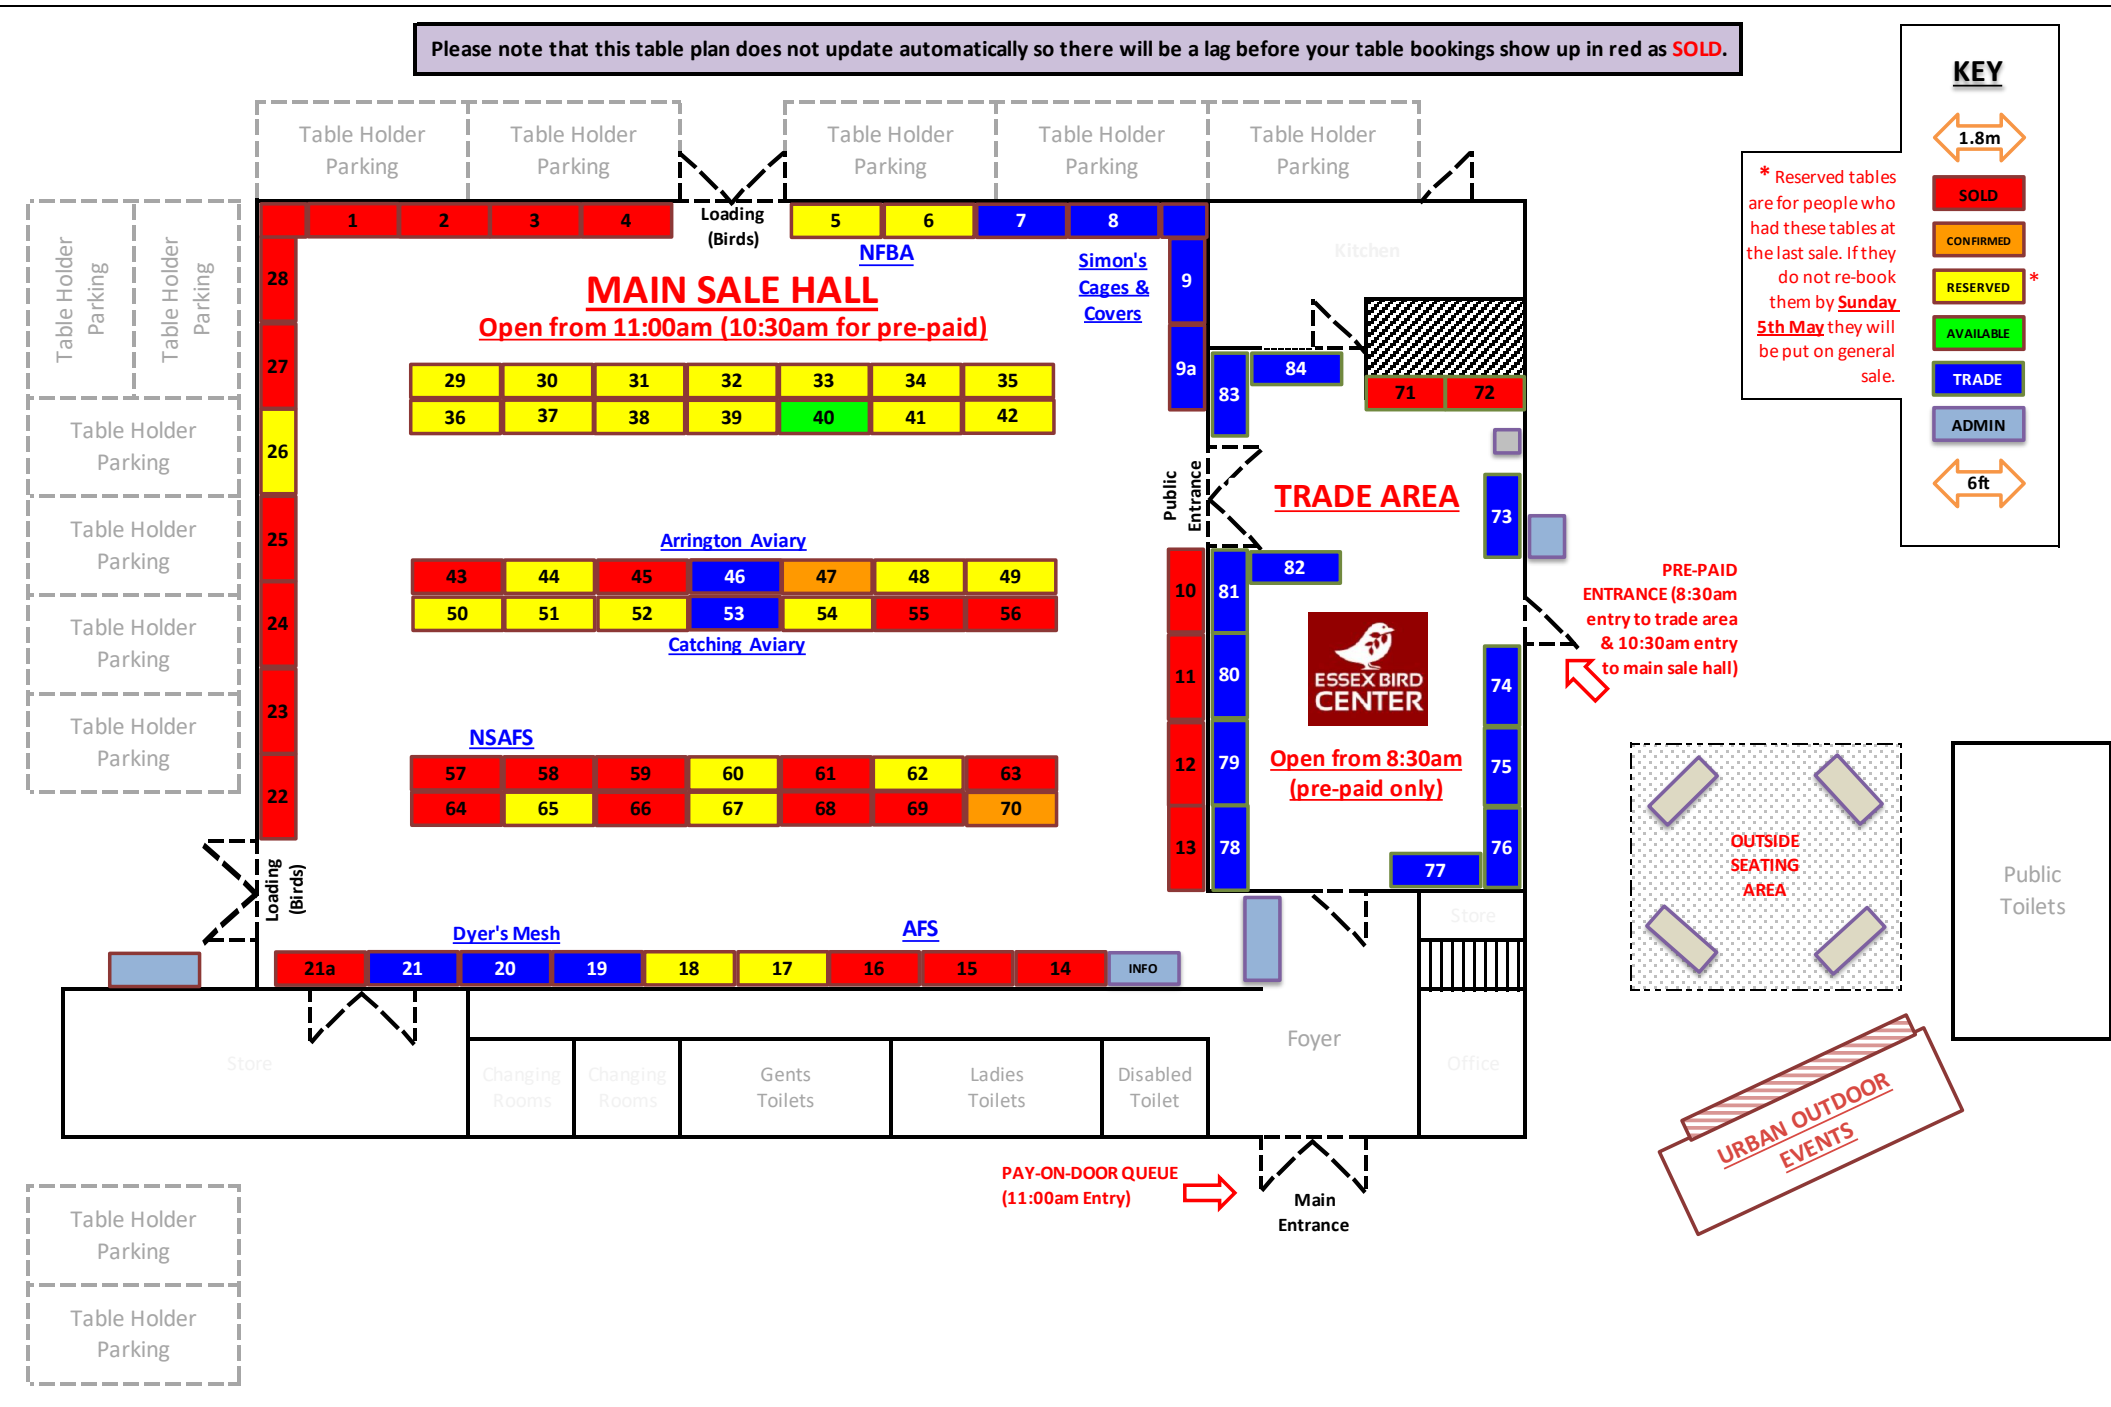 Please note that this table plan does not update automatically so there will be a lag before your table bookings show up in red as SOLD.
KEY
1.8m
SOLD
CONFIRMED
RESERVED *
AVAILABLE
TRADE
ADMIN
6ft
* Reserved tables
are for people who
had these tables at
the last sale. If they
do not re-book
them by Sunday
5th May they will
be put on general
sale.
Table Holder
Parking
Table Holder
Parking
Table Holder
Parking
Table Holder
Parking
Table Holder
Parking
Table Holder
Parking
Table Holder
Parking
Table Holder
Parking
Table Holder
Parking
Table Holder
Parking
Table Holder
Parking
1 2 3 4
Loading
(Birds)
5 6 7 8
NFBA
Simon's
Cages &
Covers
9
9a
28
27
26
25
24
23
22
MAIN SALE HALL
Open from 11:00am (10:30am for pre-paid)
29 30 31 32 33 34 35
36 37 38 39 40 41 42
Arrington Aviary
43 44 45 46 47 48 49
50 51 52 53 54 55 56
Catching Aviary
NSAFS
57 58 59 60 61 62 63
64 65 66 67 68 69 70
Loading
(Birds)
Dyer's Mesh
AFS
21a 21 20 19 18 17 16 15 14 INFO
Public
Entrance
10
11
12
13
Kitchen
83
84
71 72
TRADE AREA
73
82
81
80
79
78
ESSEX BIRD
CENTER
74
75
76
77
Open from 8:30am
(pre-paid only)
PRE-PAID
ENTRANCE (8:30am
entry to trade area
& 10:30am entry
to main sale hall)
OUTSIDE
SEATING
AREA
Public
Toilets
Store
Store
Changing
Rooms
Changing
Rooms
Gents
Toilets
Ladies
Toilets
Disabled
Toilet
Foyer
Office
URBAN OUTDOOR
EVENTS
PAY-ON-DOOR QUEUE
(11:00am Entry)
Main
Entrance
Table Holder
Parking
Table Holder
Parking